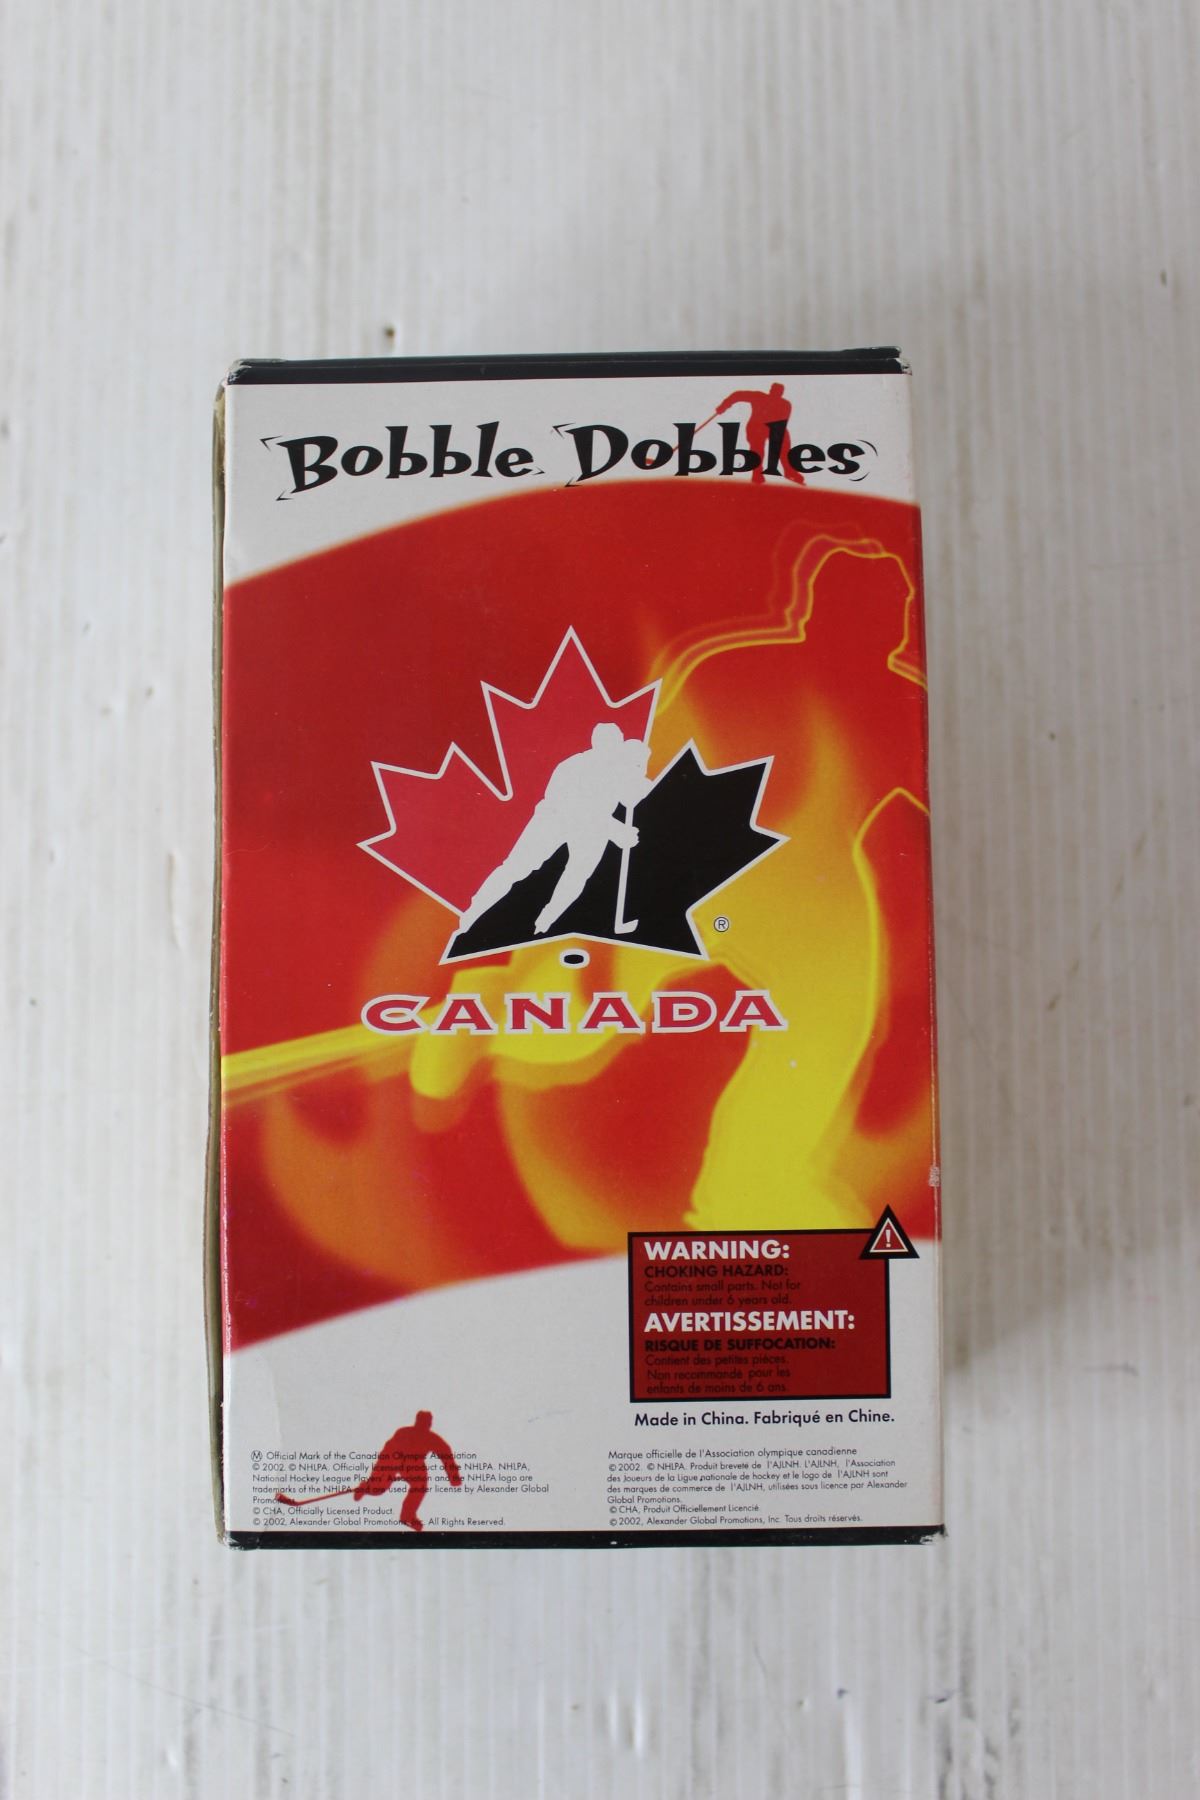 Bobble Dobbles
®
CANADA
WARNING:
CHOKING HAZARD:
Contains small parts. Not for
children under 6 years old.
AVERTISSEMENT:
RISQUE DE SUFFOCATION:
Contient des petites pièces.
Non recommandé pour les
enfants de moins de 6 ans.
Made in China. Fabriqué en Chine.
Ⓜ Official Mark of the Canadian Olympic Association
© 2002. © NHLPA. Officially licensed product of the NHLPA. NHLPA,
National Hockey League Players' Association and the NHLPA logo are
trademarks of the NHLPA and are used under license by Alexander Global
Promotions.
© CHA, Officially Licensed Product.
© 2002, Alexander Global Promotions, Inc. All Rights Reserved.
Marque officielle de l'Association olympique canadienne
© 2002. © NHLPA. Produit breveté de l'AJLNH. L'AJLNH, l'Association
des Joueurs de la Ligue nationale de hockey et le logo de l'AJLNH sont
des marques de commerce de l'AJLNH, utilisées sous licence par Alexander
Global Promotions.
© CHA, Produit Officiellement Licencié.
© 2002, Alexander Global Promotions, Inc. Tous droits réservés.